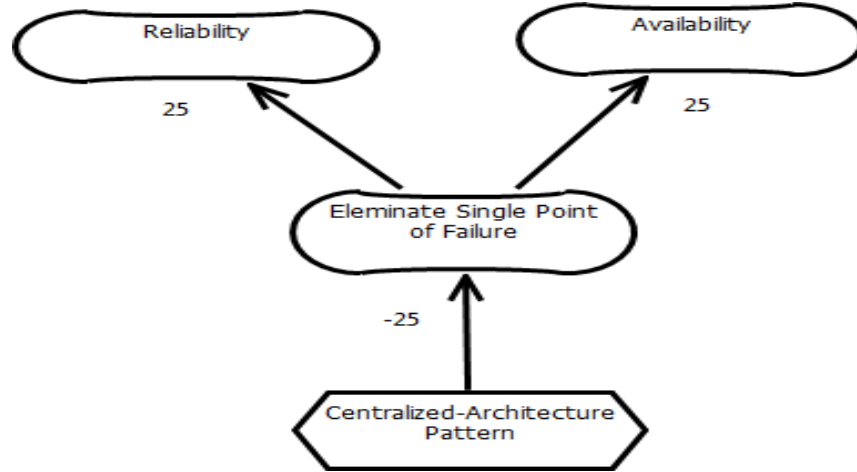 Reliability
Availability
25
25
Eleminate Single Point
of Failure
-25
Centralized-Architecture
Pattern